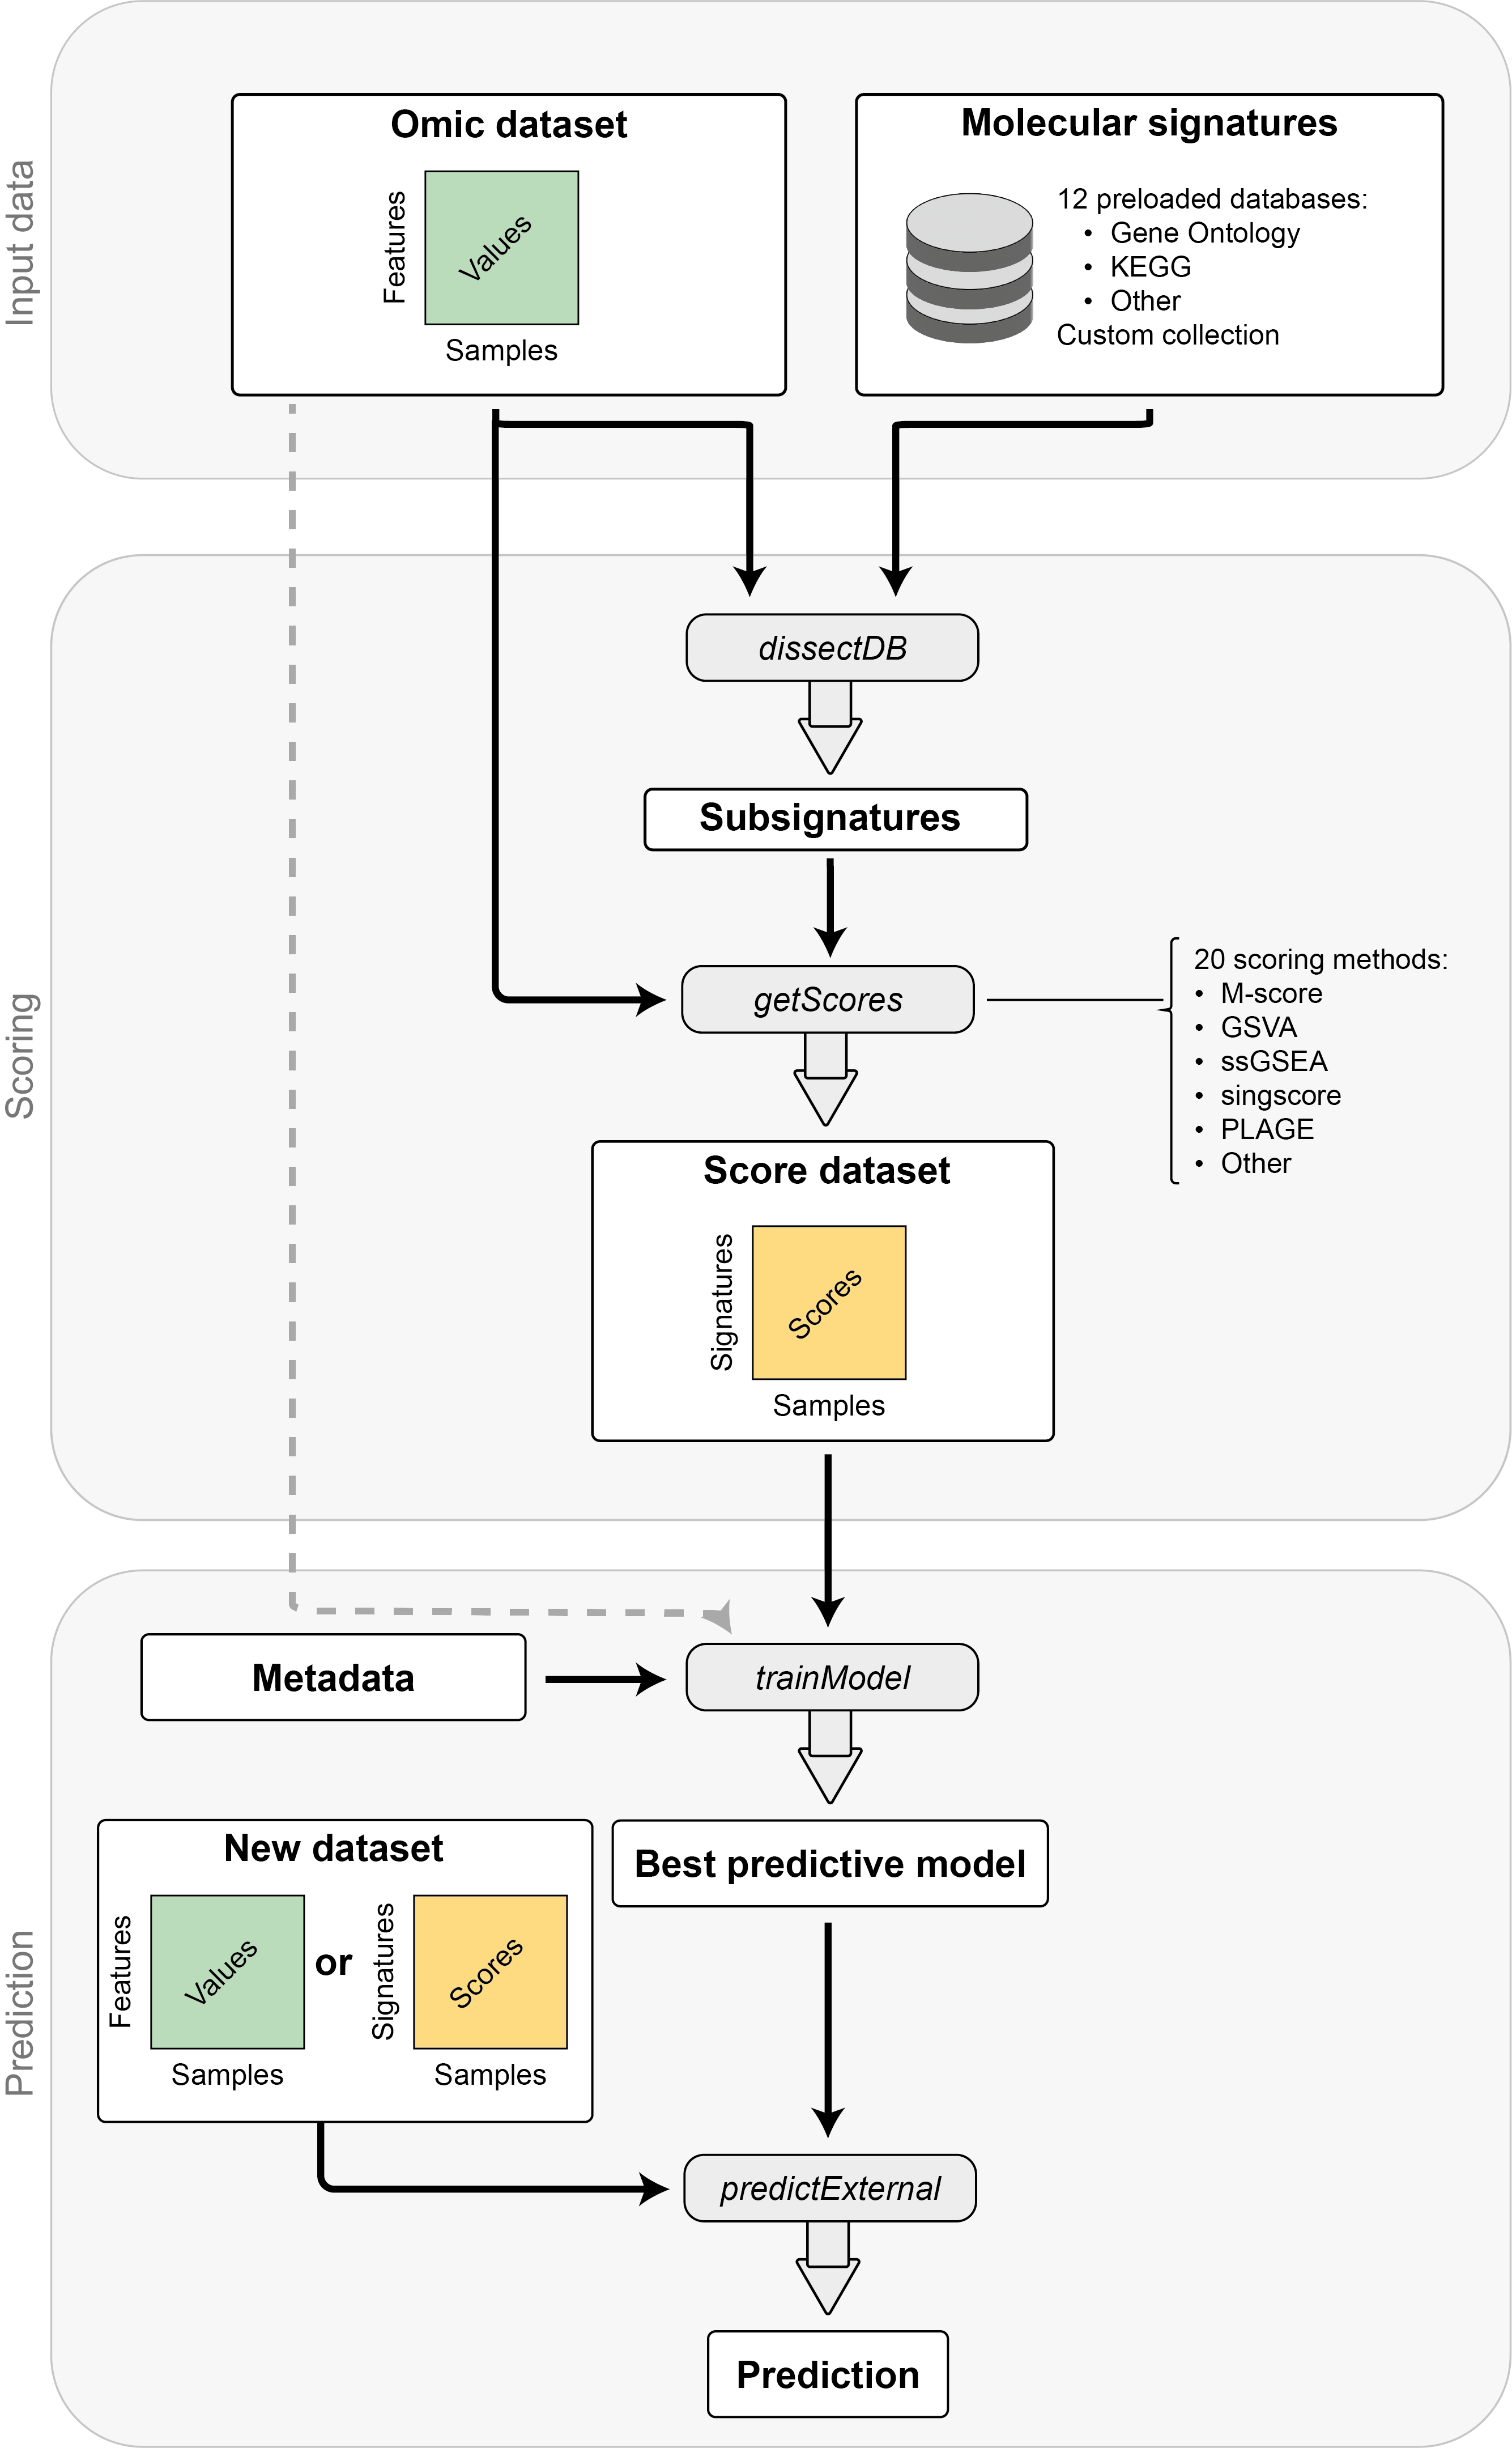 Input data
Omic dataset
Features
Values
Samples
Molecular signatures
12 preloaded databases:
• Gene Ontology
• KEGG
• Other
Custom collection
Scoring
dissectDB
Subsignatures
getScores
20 scoring methods:
• M-score
• GSVA
• ssGSEA
• singscore
• PLAGE
• Other
Score dataset
Signatures
Scores
Samples
Prediction
Metadata
trainModel
New dataset
Features
Values
Samples
or
Signatures
Scores
Samples
Best predictive model
predictExternal
Prediction